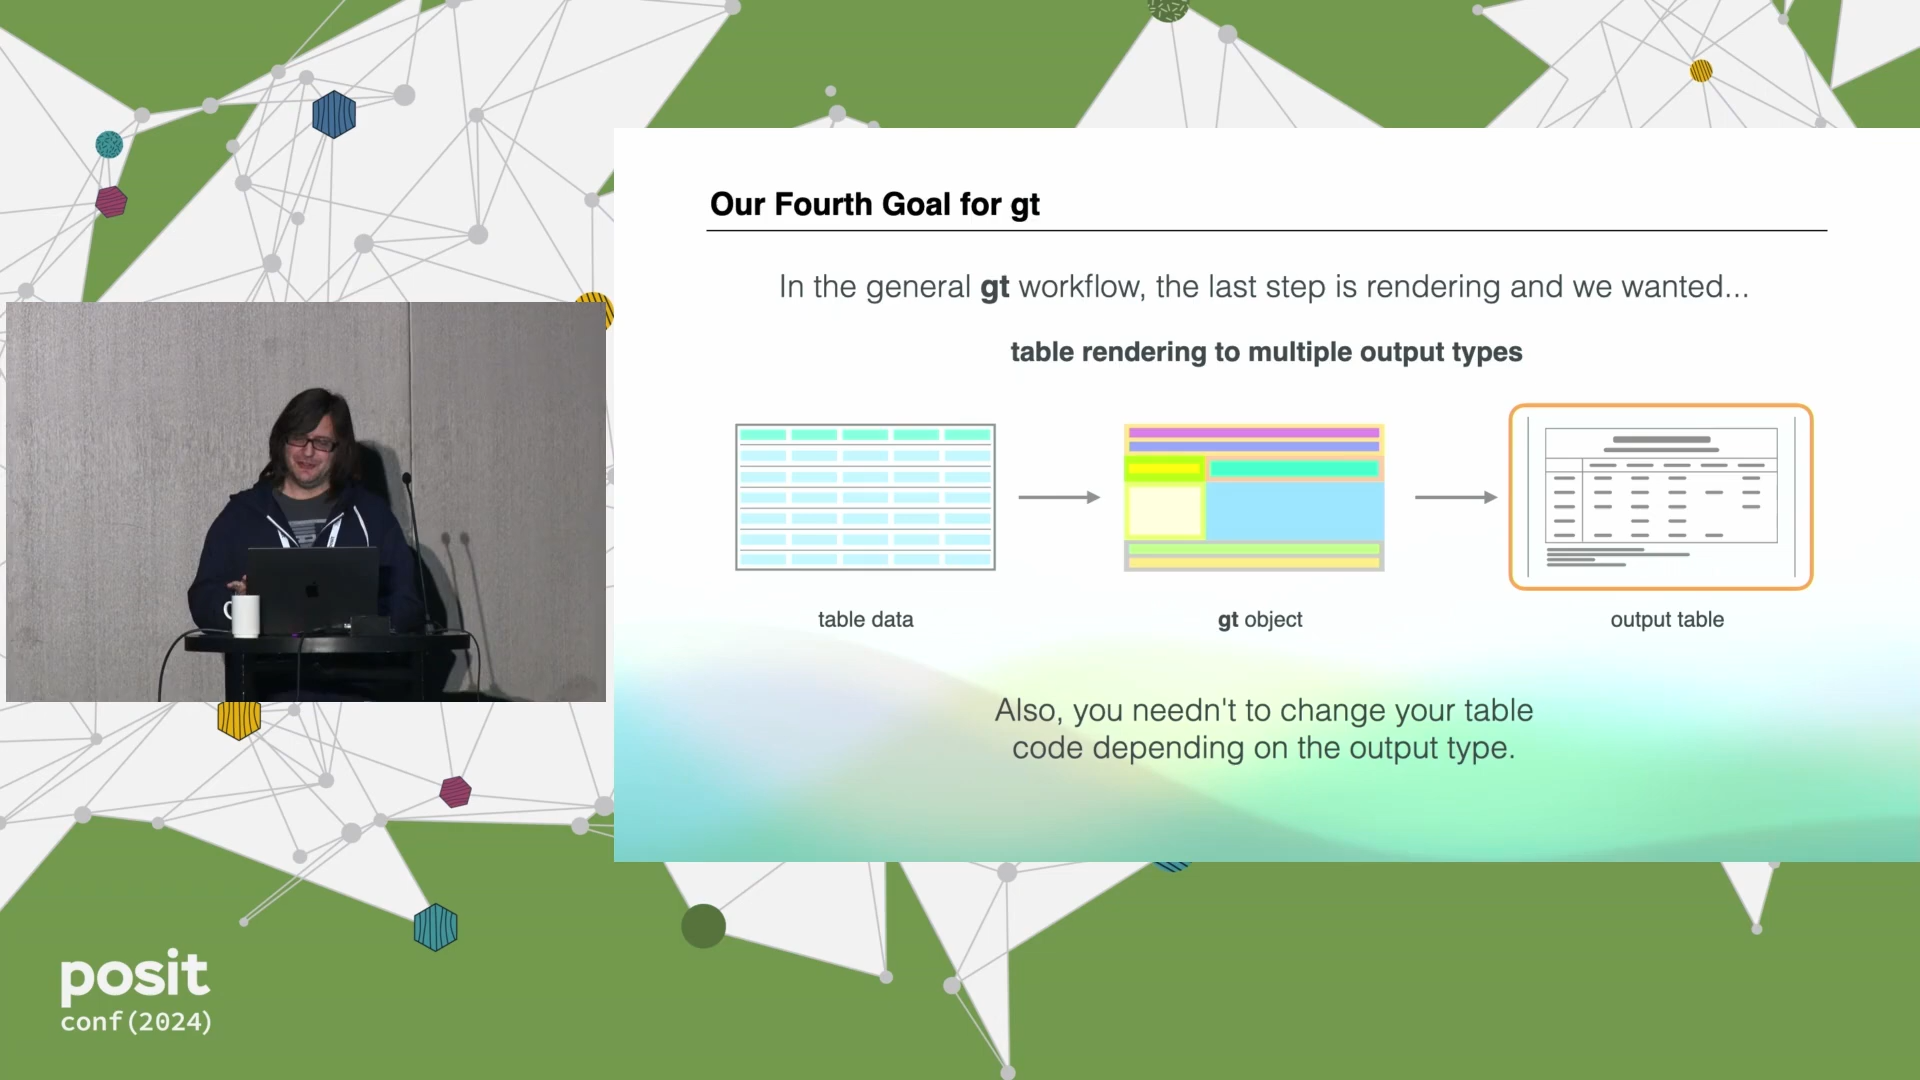 Our Fourth Goal for gt
In the general gt workflow, the last step is rendering and we wanted...
table rendering to multiple output types
table data
gt object
output table
Also, you needn't to change your table
code depending on the output type.
posit
conf(2024)